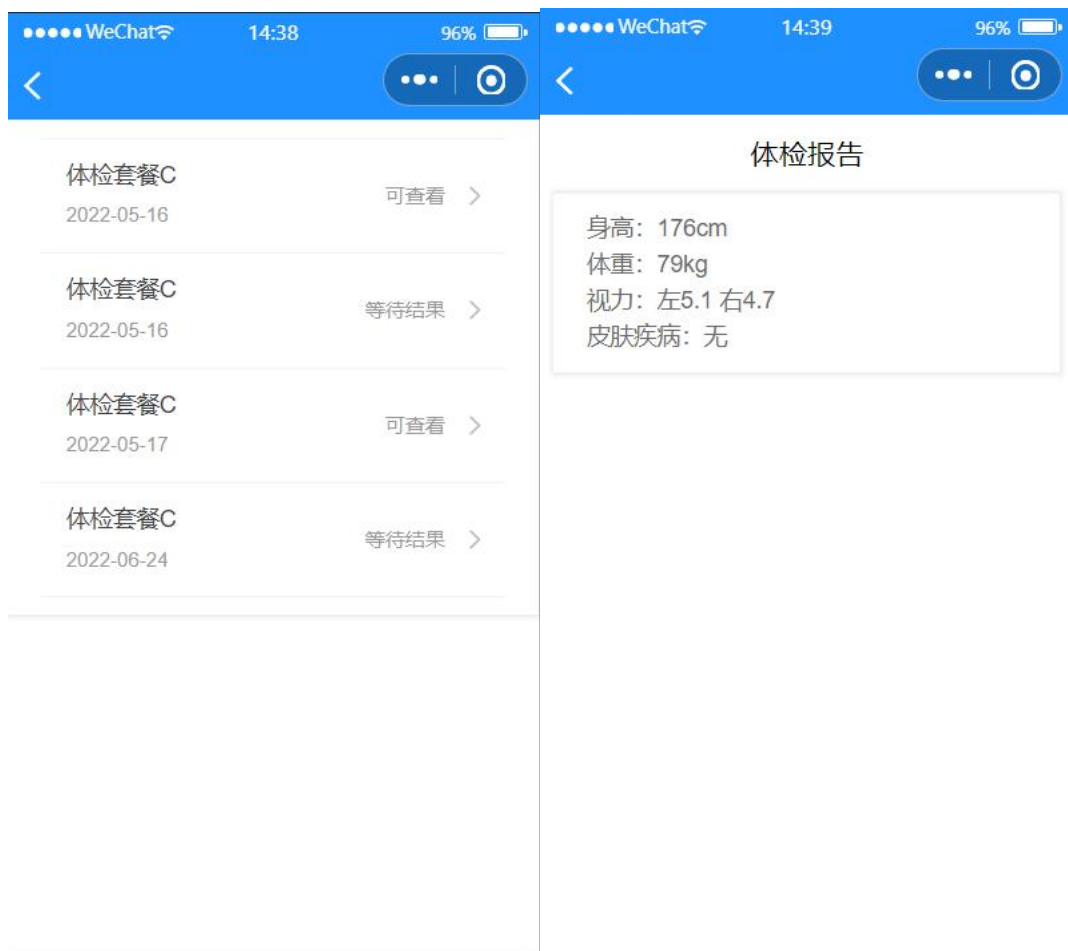 WeChat 14:38 96%
体检套餐C
2022-05-16
可查看
体检套餐C
2022-05-16
等待结果
体检套餐C
2022-05-17
可查看
体检套餐C
2022-06-24
等待结果
WeChat 14:39 96%
体检报告
身高：176cm
体重：79kg
视力：左5.1 右4.7
皮肤疾病：无